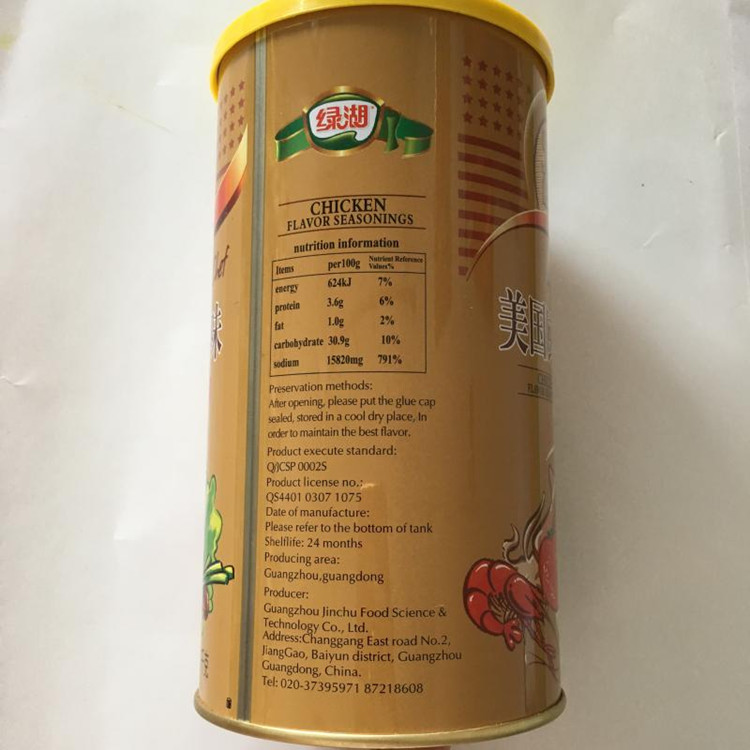 绿湖
CHICKEN
FLAVOR SEASONINGS
nutrition information
Items per100g Nutrient Reference Values%
energy 624kJ 7%
protein 3.6g 6%
fat 1.0g 2%
carbohydrate 30.9g 10%
sodium 15820mg 791%
Preservation methods:
After opening, please put the glue cap
sealed, stored in a cool dry place, In
order to maintain the best flavor.
Product execute standard:
Q/JCSP 0002S
Product license no.:
QS4401 0307 1075
Date of manufacture:
Please refer to the bottom of tank
Shelflife: 24 months
Producing area:
Guangzhou,guangdong
Producer:
Guangzhou Jinchu Food Science &
Technology Co., Ltd.
Address:Changgang East road No.2,
JiangGao, Baiyun district, Guangzhou
Guangdong, China.
Tel: 020-37395971 87218608
美国
味